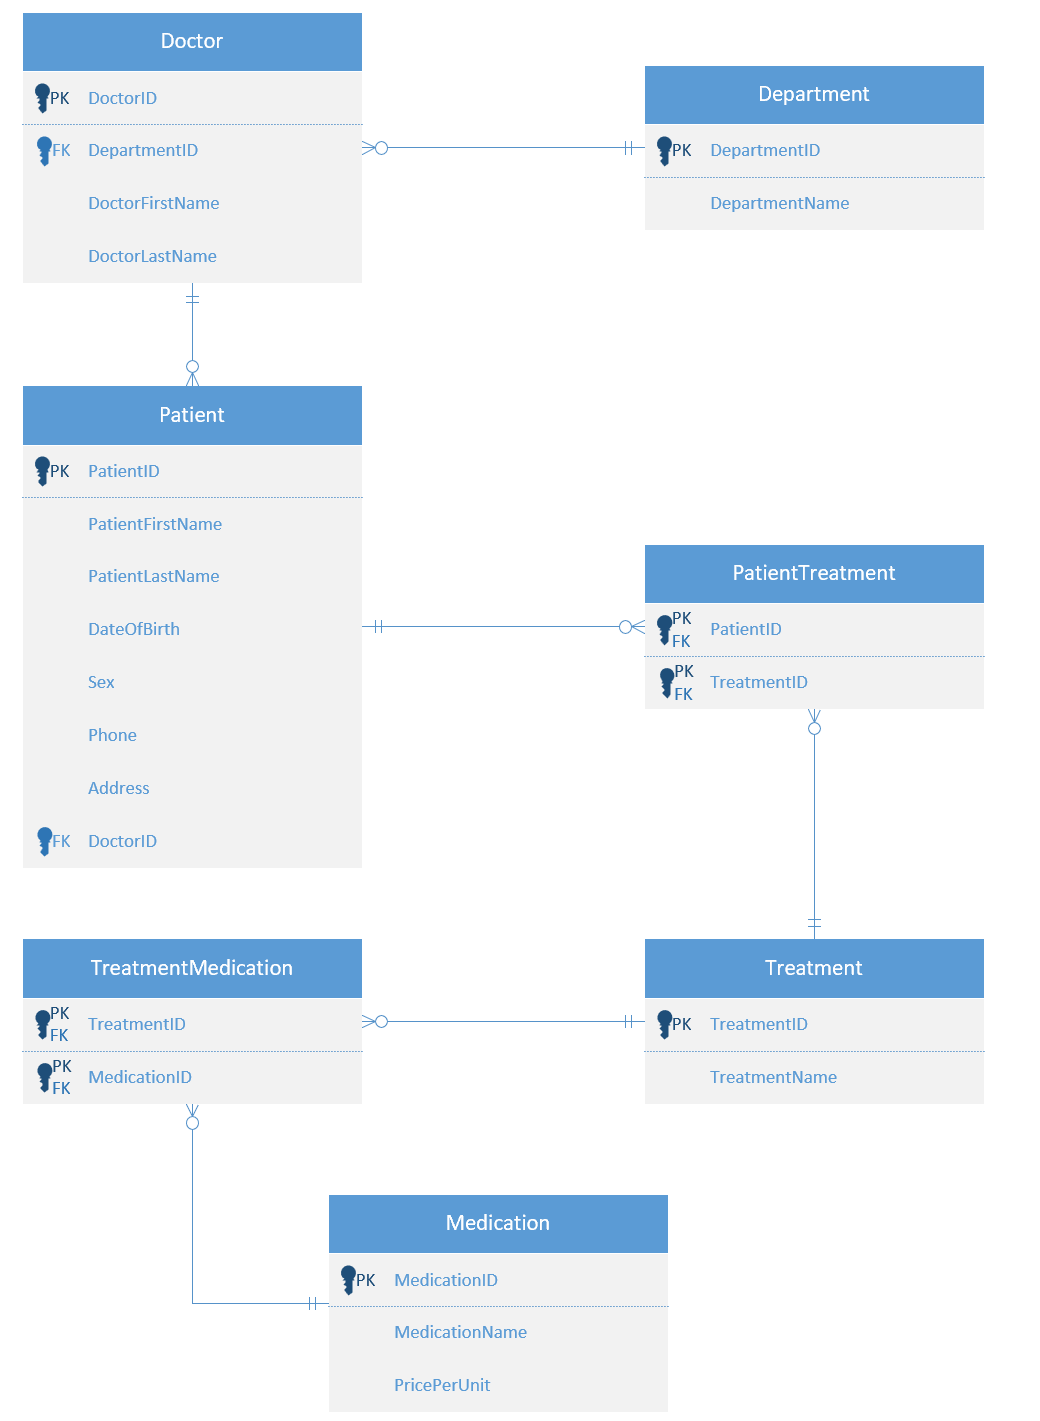 Doctor
PK DoctorID
FK DepartmentID
DoctorFirstName
DoctorLastName
Department
PK DepartmentID
DepartmentName
Patient
PK PatientID
PatientFirstName
PatientLastName
DateOfBirth
Sex
Phone
Address
FK DoctorID
PatientTreatment
PK
FK PatientID
PK
FK TreatmentID
TreatmentMedication
PK
FK TreatmentID
PK
FK MedicationID
Treatment
PK TreatmentID
TreatmentName
Medication
PK MedicationID
MedicationName
PricePerUnit